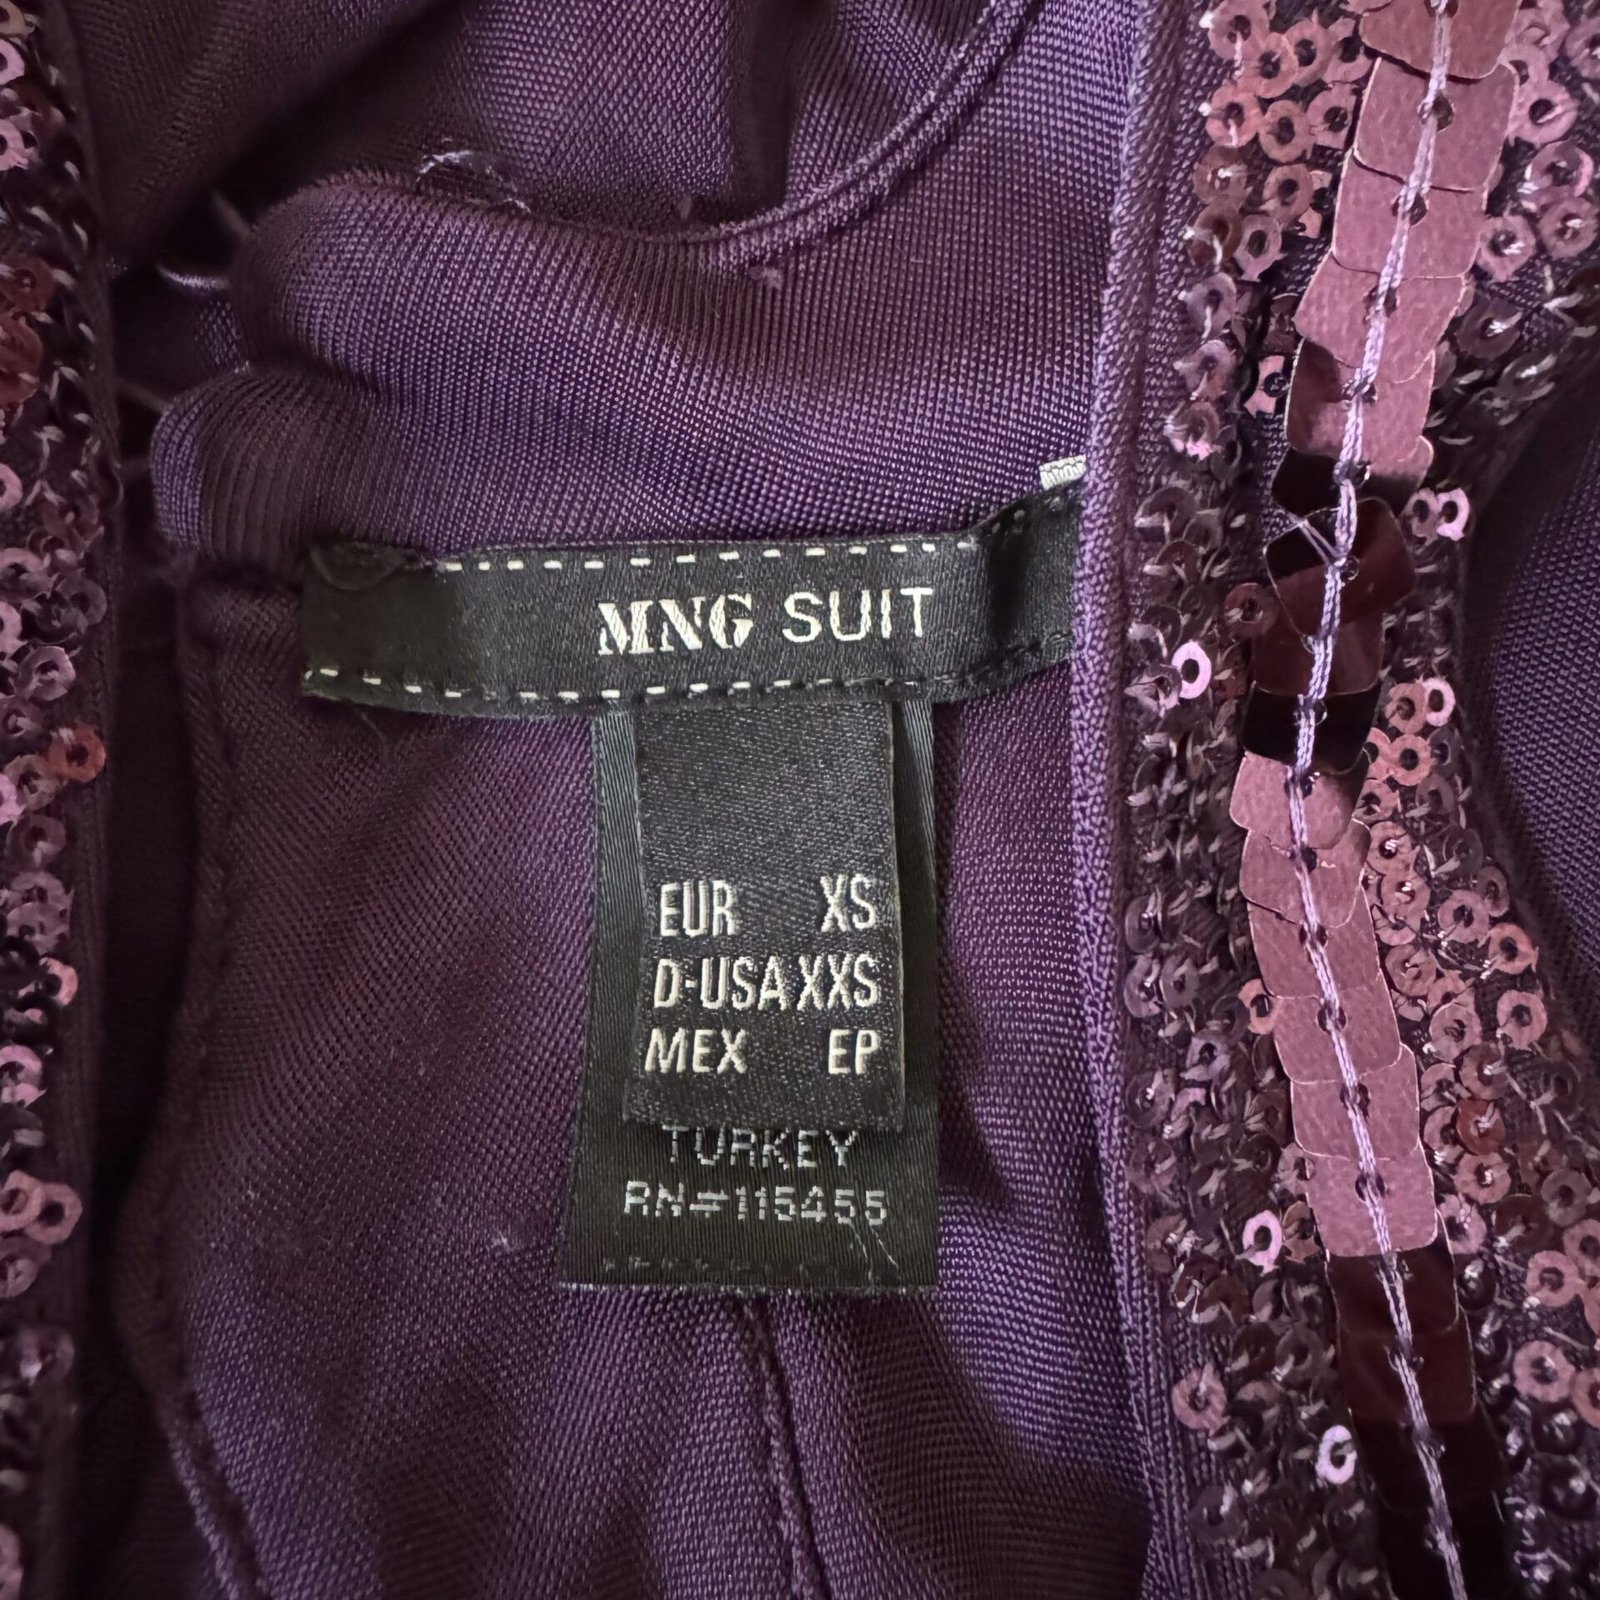 MNG SUIT
EUR XS
D-USA XXS
MEX EP
TURKEY
RN=115455